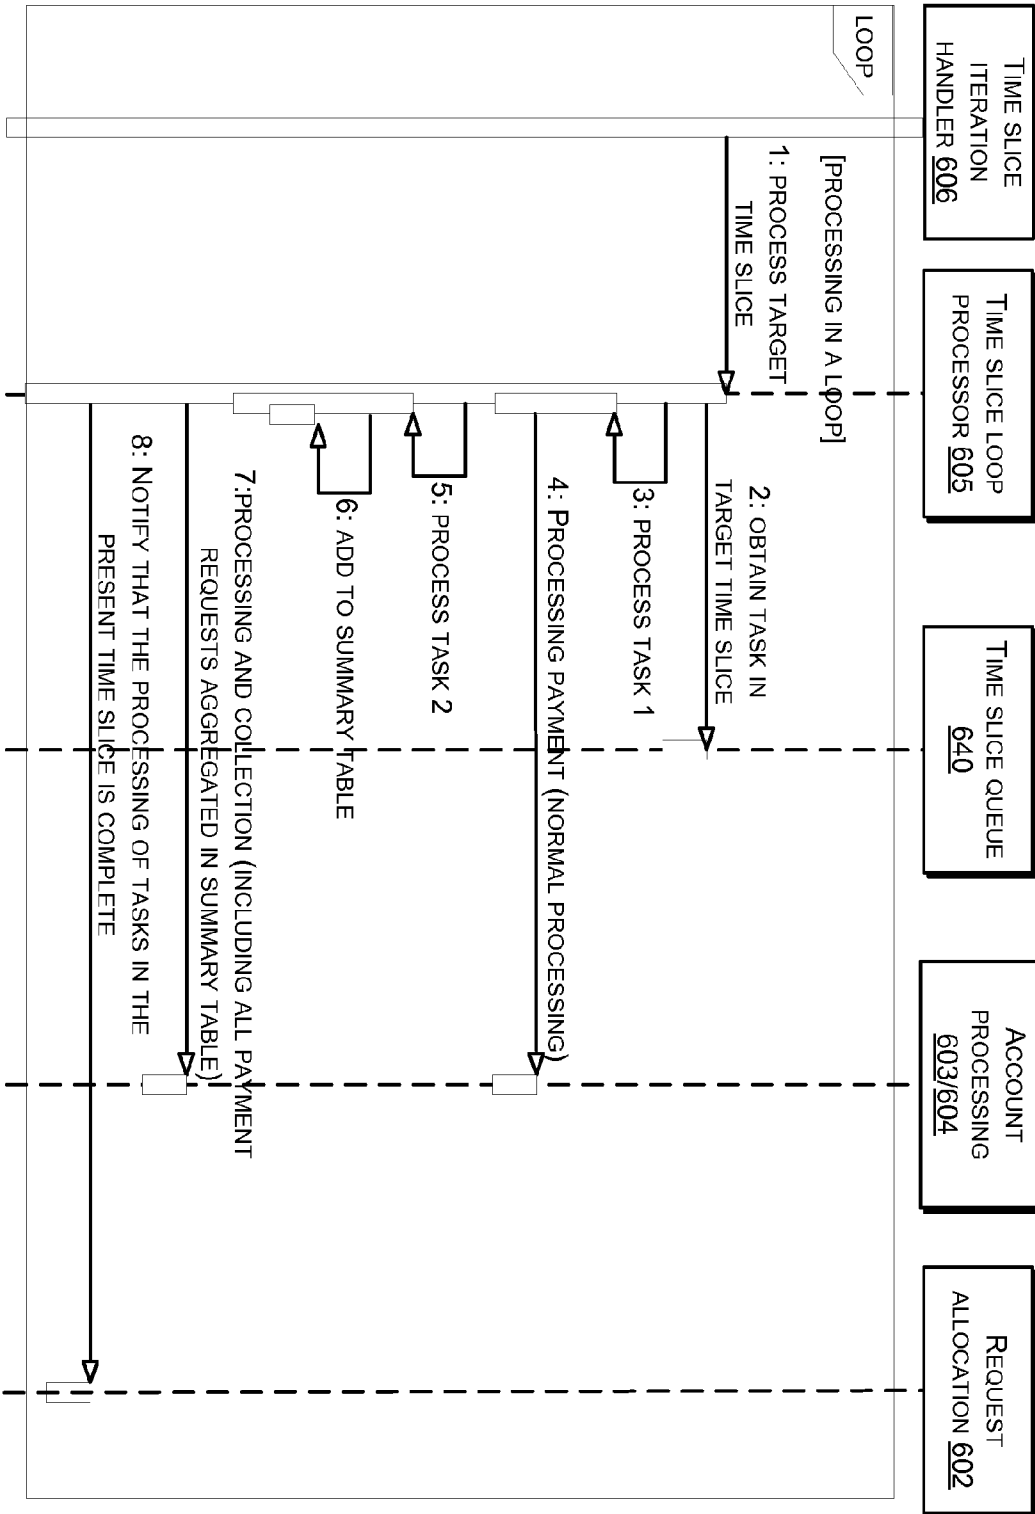 TIME SLICE
ITERATION
HANDLER 606
TIME SLICE LOOP
PROCESSOR 605
TIME SLICE QUEUE
640
ACCOUNT
PROCESSING
603/604
REQUEST
ALLOCATION 602
LOOP
[PROCESSING IN A LOOP]
1: PROCESS TARGET
TIME SLICE
2: OBTAIN TASK IN
TARGET TIME SLICE
3: PROCESS TASK 1
4: PROCESSING PAYMENT (NORMAL PROCESSING)
5: PROCESS TASK 2
6: ADD TO SUMMARY TABLE
7:PROCESSING AND COLLECTION (INCLUDING ALL PAYMENT
REQUESTS AGGREGATED IN SUMMARY TABLE)
8: NOTIFY THAT THE PROCESSING OF TASKS IN THE
PRESENT TIME SLICE IS COMPLETE